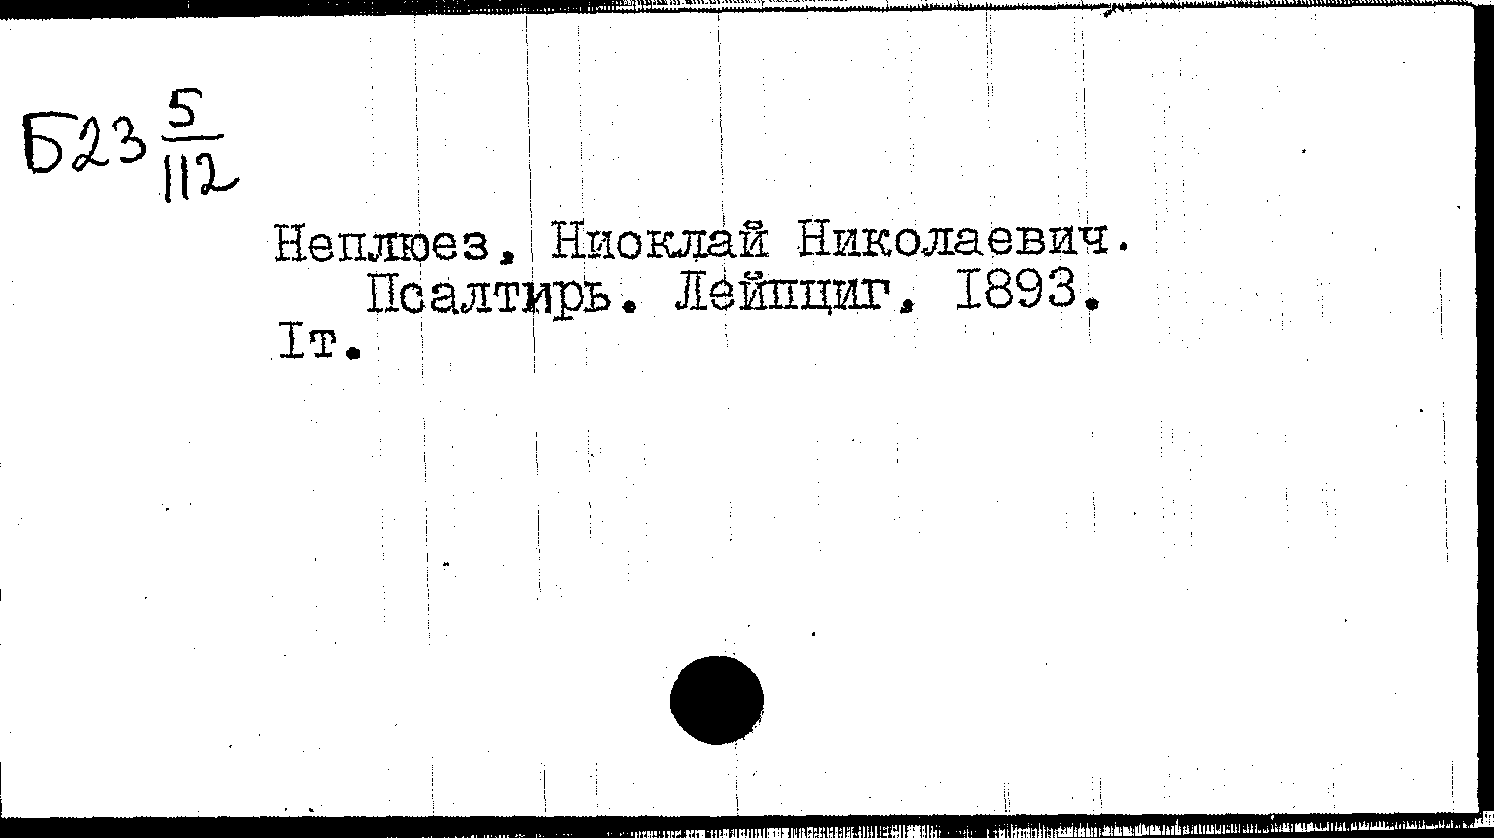 Б23 5/112
Неплюез, Ниоклай Николаевич.
Псалтирь. Лейпциг, 1893.
1т.